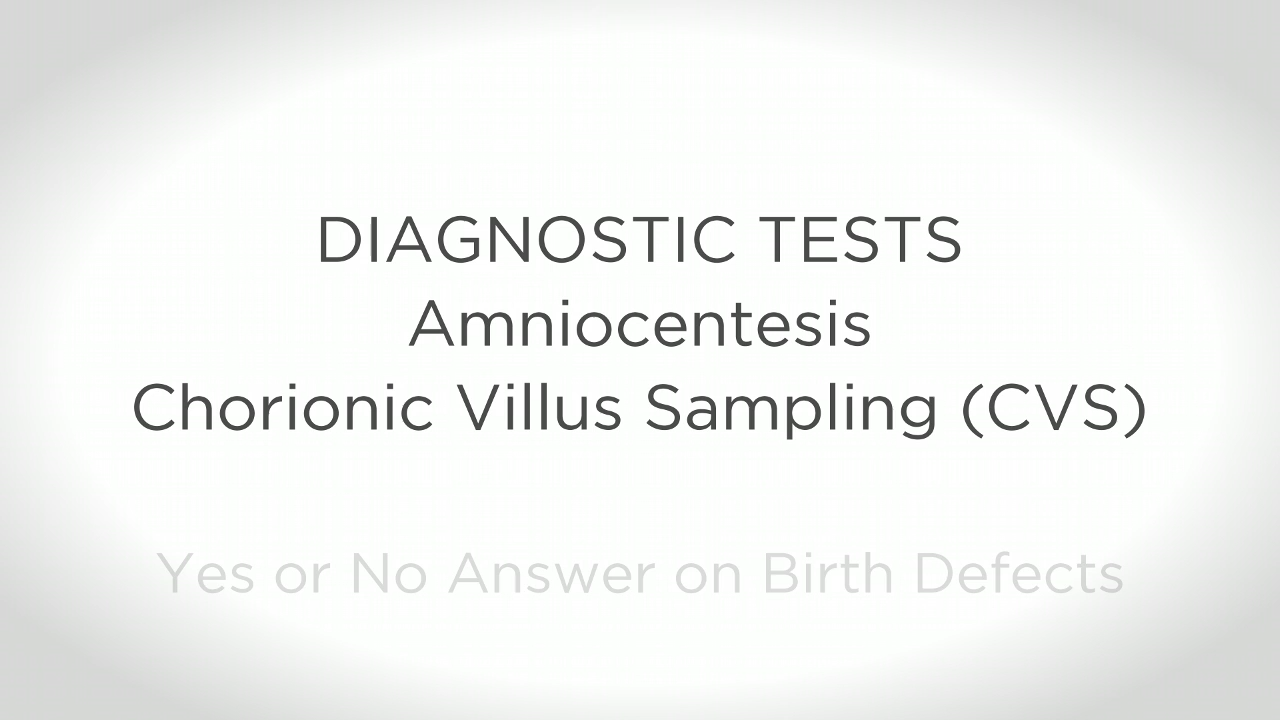 DIAGNOSTIC TESTS
Amniocentesis
Chorionic Villus Sampling (CVS)
Yes or No Answer on Birth Defects